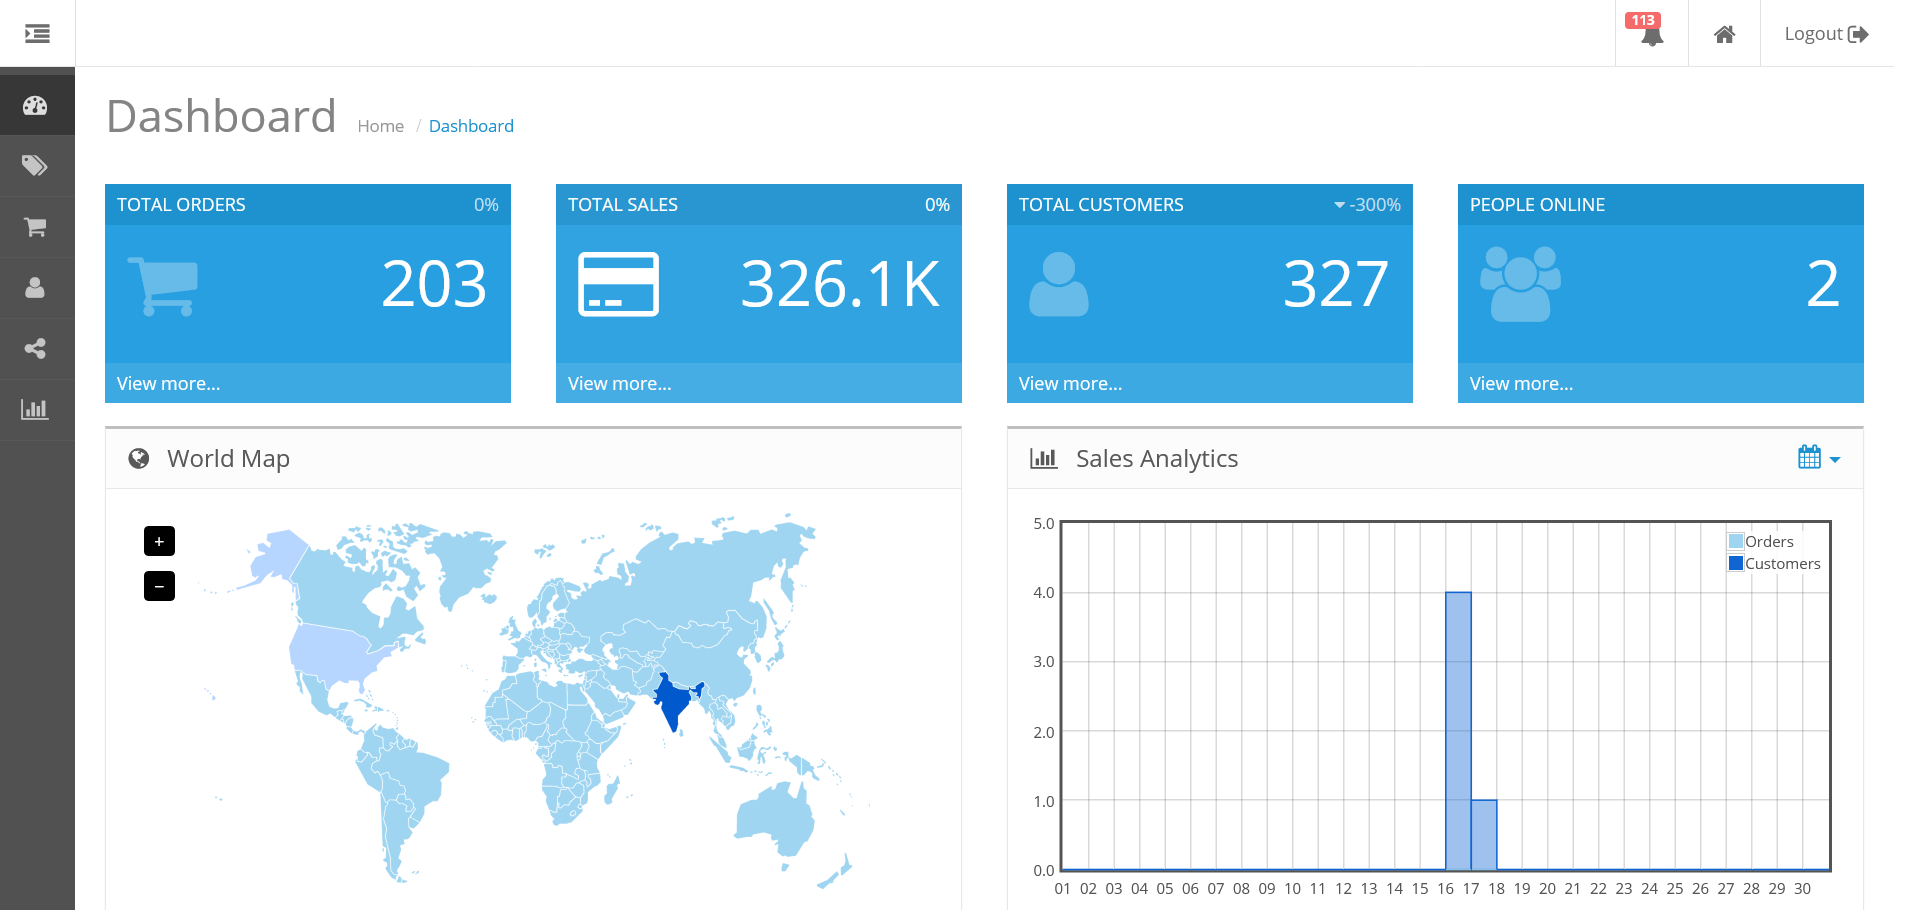 113
Logout
Dashboard
Home / Dashboard
TOTAL ORDERS 0%
203
View more...
TOTAL SALES 0%
326.1K
View more...
TOTAL CUSTOMERS -300%
327
View more...
PEOPLE ONLINE
2
View more...
World Map
+
−
Sales Analytics
5.0
4.0
3.0
2.0
1.0
0.0
Orders
Customers
01 02 03 04 05 06 07 08 09 10 11 12 13 14 15 16 17 18 19 20 21 22 23 24 25 26 27 28 29 30